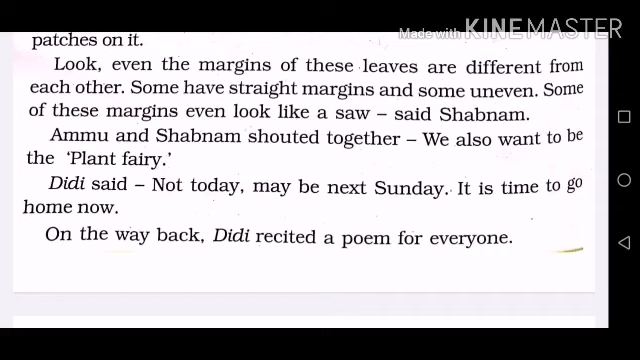 Made with KINEMASTER
patches on it.
Look, even the margins of these leaves are different from
each other. Some have straight margins and some uneven. Some
of these margins even look like a saw – said Shabnam.
Ammu and Shabnam shouted together – We also want to be
the ‘Plant fairy.’
Didi said – Not today, may be next Sunday. It is time to go
home now.
On the way back, Didi recited a poem for everyone.